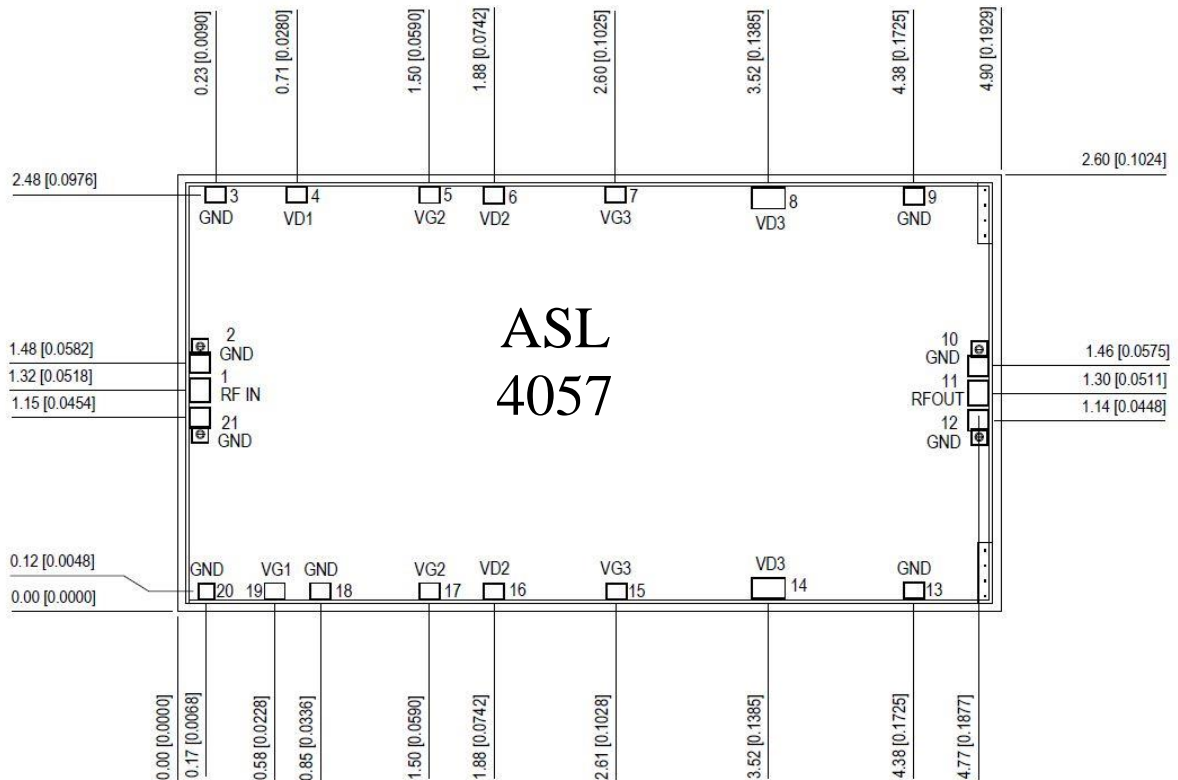 0.23 [0.0090]
0.71 [0.0280]
1.50 [0.0590]
1.88 [0.0742]
2.60 [0.1025]
3.52 [0.1385]
4.38 [0.1725]
4.90 [0.1929]
2.60 [0.1024]
2.48 [0.0976]
3
GND
4
VD1
5
VG2
6
VD2
7
VG3
8
VD3
9
GND
ASL
4057
1.48 [0.0582]
1.32 [0.0518]
1.15 [0.0454]
2
GND
1
RF IN
21
GND
10
GND
11
RFOUT
12
GND
1.46 [0.0575]
1.30 [0.0511]
1.14 [0.0448]
0.12 [0.0048]
0.00 [0.0000]
GND
20
VG1
19
GND
18
VG2
17
VD2
16
VG3
15
VD3
14
GND
13
0.00 [0.0000]
0.17 [0.0068]
0.58 [0.0228]
0.85 [0.0336]
1.50 [0.0590]
1.88 [0.0742]
2.61 [0.1028]
3.52 [0.1385]
4.38 [0.1725]
4.77 [0.1877]